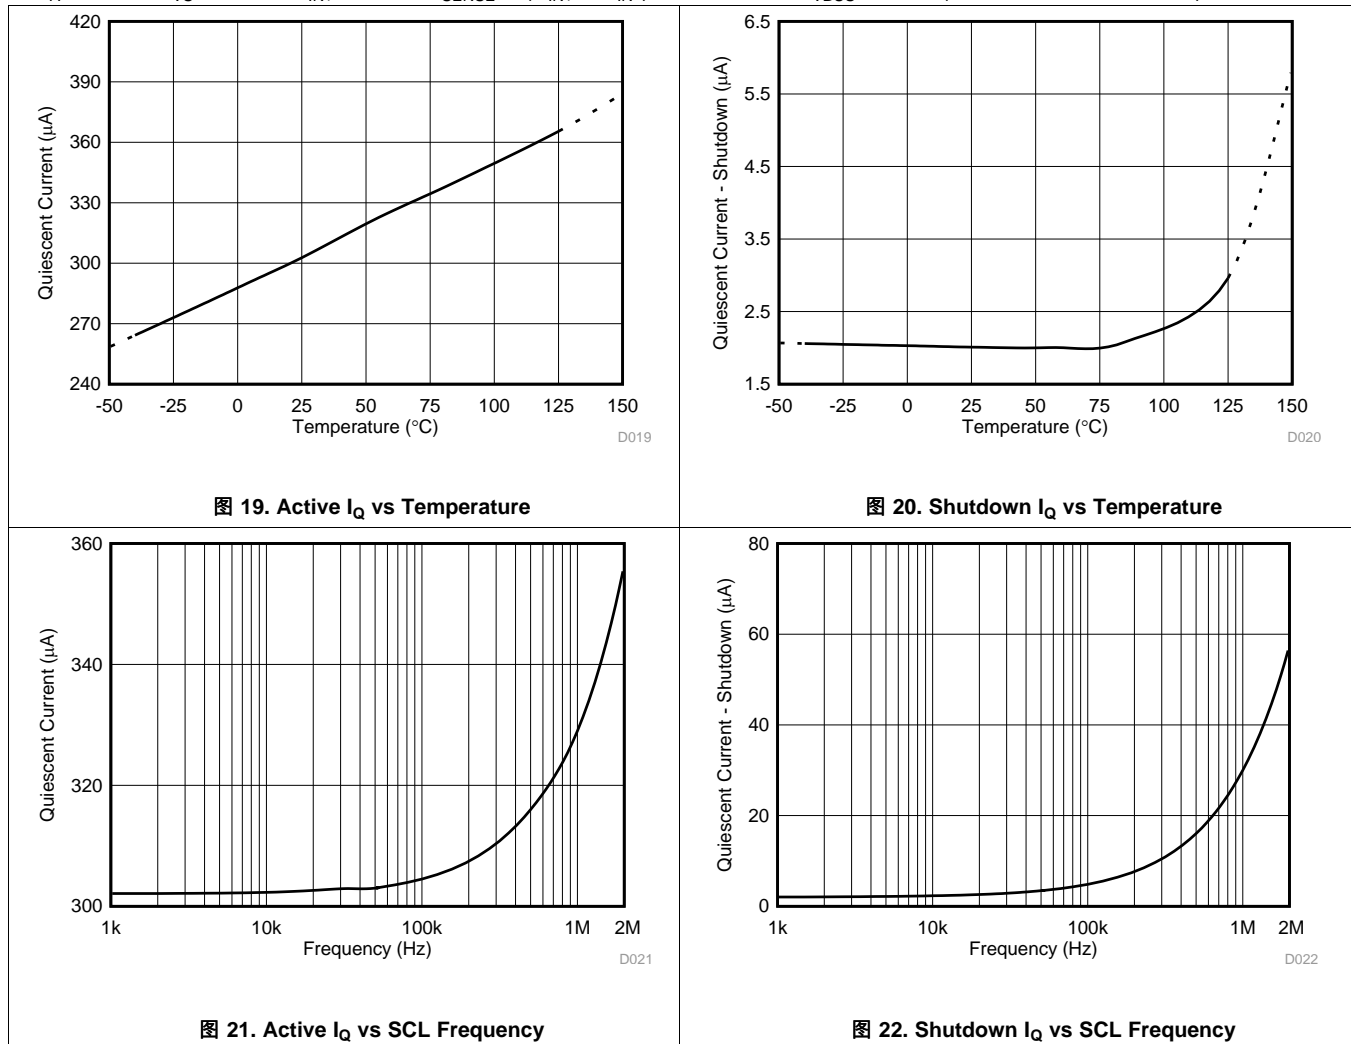 420
390
360
330
300
270
240
Quiescent Current (µA)
-50 -25 0 25 50 75 100 125 150
Temperature (°C)
D019
图 19. Active IQ vs Temperature
6.5
5.5
4.5
3.5
2.5
1.5
Quiescent Current - Shutdown (µA)
-50 -25 0 25 50 75 100 125 150
Temperature (°C)
D020
图 20. Shutdown IQ vs Temperature
360
340
320
300
Quiescent Current (µA)
1k 10k 100k 1M 2M
Frequency (Hz)
D021
图 21. Active IQ vs SCL Frequency
80
60
40
20
0
Quiescent Current - Shutdown (µA)
1k 10k 100k 1M 2M
Frequency (Hz)
D022
图 22. Shutdown IQ vs SCL Frequency